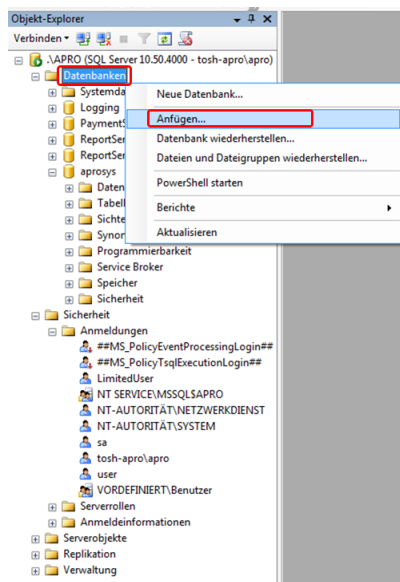 Objekt-Explorer
Verbinden
.\APRO (SQL Server 10.50.4000 - tosh-apro\apro)
Datenbanken
Systemda
Logging
PaymentS
ReportSer
ReportSer
aprosys
Daten
Tabell
Sichte
Synon
Programmierbarkeit
Service Broker
Speicher
Sicherheit
Sicherheit
Anmeldungen
##MS_PolicyEventProcessingLogin##
##MS_PolicyTsqlExecutionLogin##
LimitedUser
NT SERVICE\MSSQL$APRO
NT-AUTORITÄT\NETZWERKDIENST
NT-AUTORITÄT\SYSTEM
sa
tosh-apro\apro
user
VORDEFINIERT\Benutzer
Serverrollen
Anmeldeinformationen
Serverobjekte
Replikation
Verwaltung
Neue Datenbank...
Anfügen...
Datenbank wiederherstellen...
Dateien und Dateigruppen wiederherstellen...
PowerShell starten
Berichte
Aktualisieren